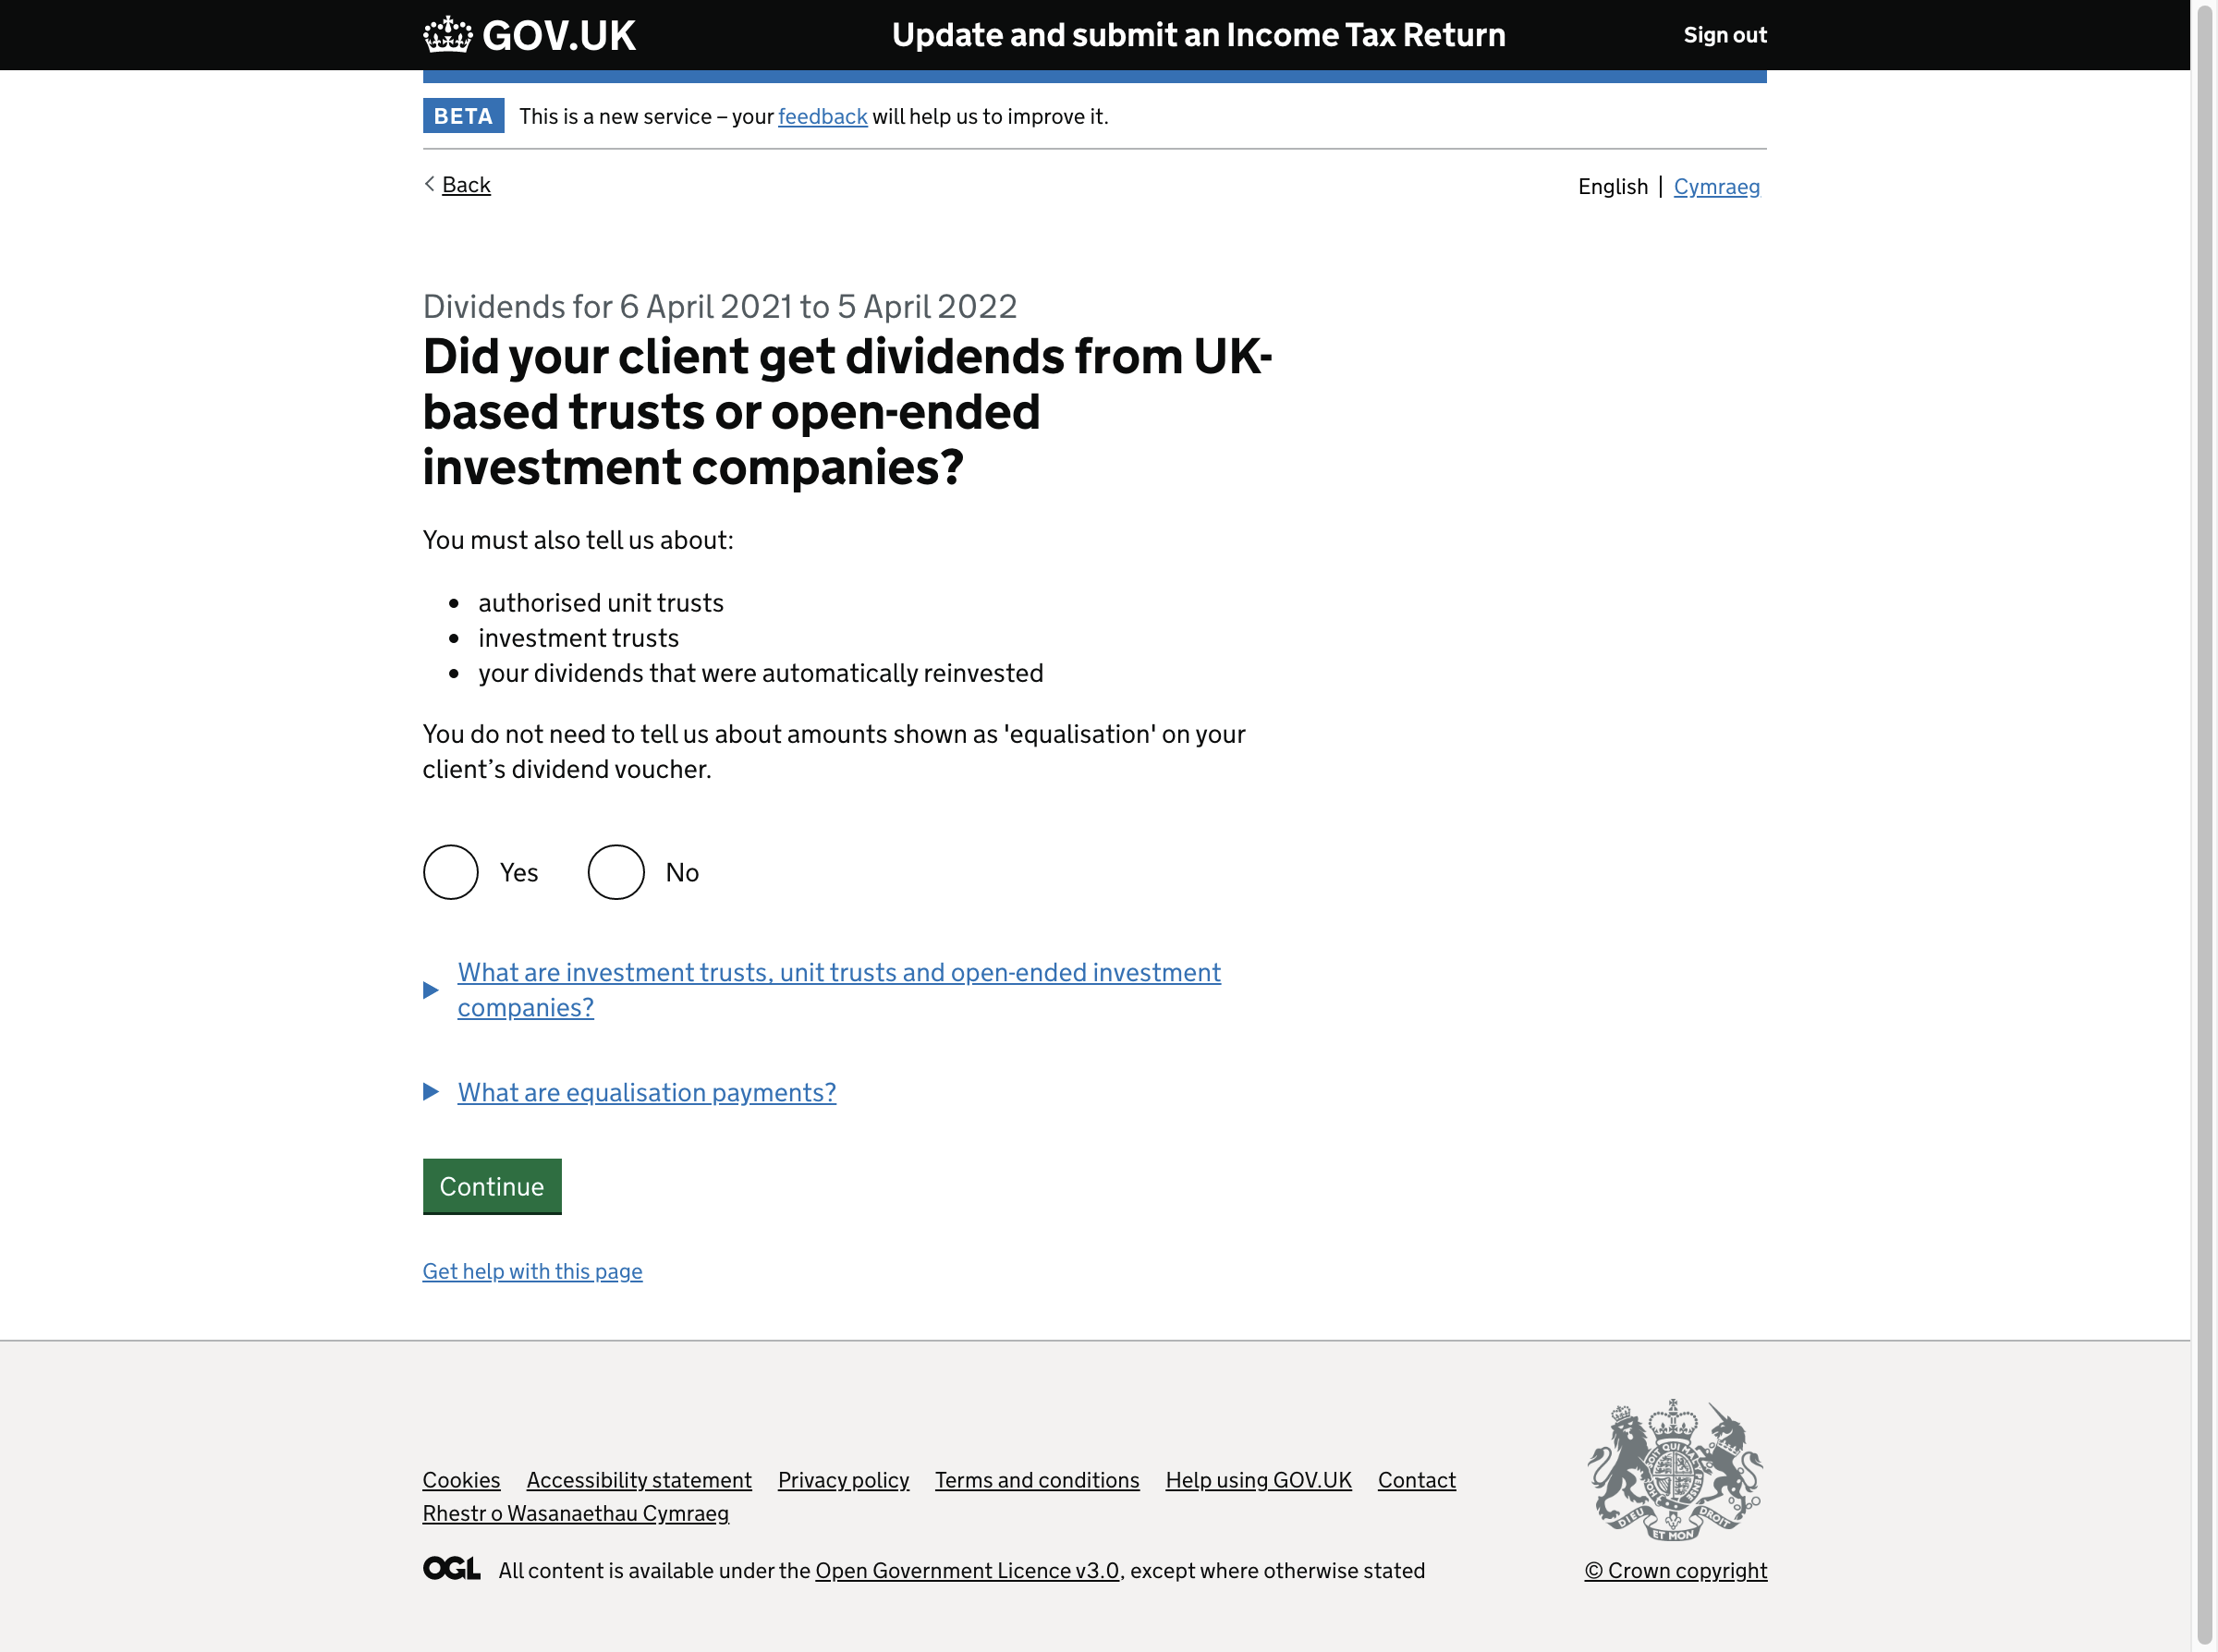 GOV.UK
Update and submit an Income Tax Return
Sign out
BETA This is a new service – your feedback will help us to improve it.
Back
English | Cymraeg
Dividends for 6 April 2021 to 5 April 2022
Did your client get dividends from UK-
based trusts or open-ended
investment companies?
You must also tell us about:
• authorised unit trusts
• investment trusts
• your dividends that were automatically reinvested
You do not need to tell us about amounts shown as 'equalisation' on your
client’s dividend voucher.
Yes No
What are investment trusts, unit trusts and open-ended investment
companies?
What are equalisation payments?
Continue
Get help with this page
Cookies Accessibility statement Privacy policy Terms and conditions Help using GOV.UK Contact
Rhestr o Wasanaethau Cymraeg
DIEU ET MON DROIT
OGL All content is available under the Open Government Licence v3.0, except where otherwise stated
© Crown copyright